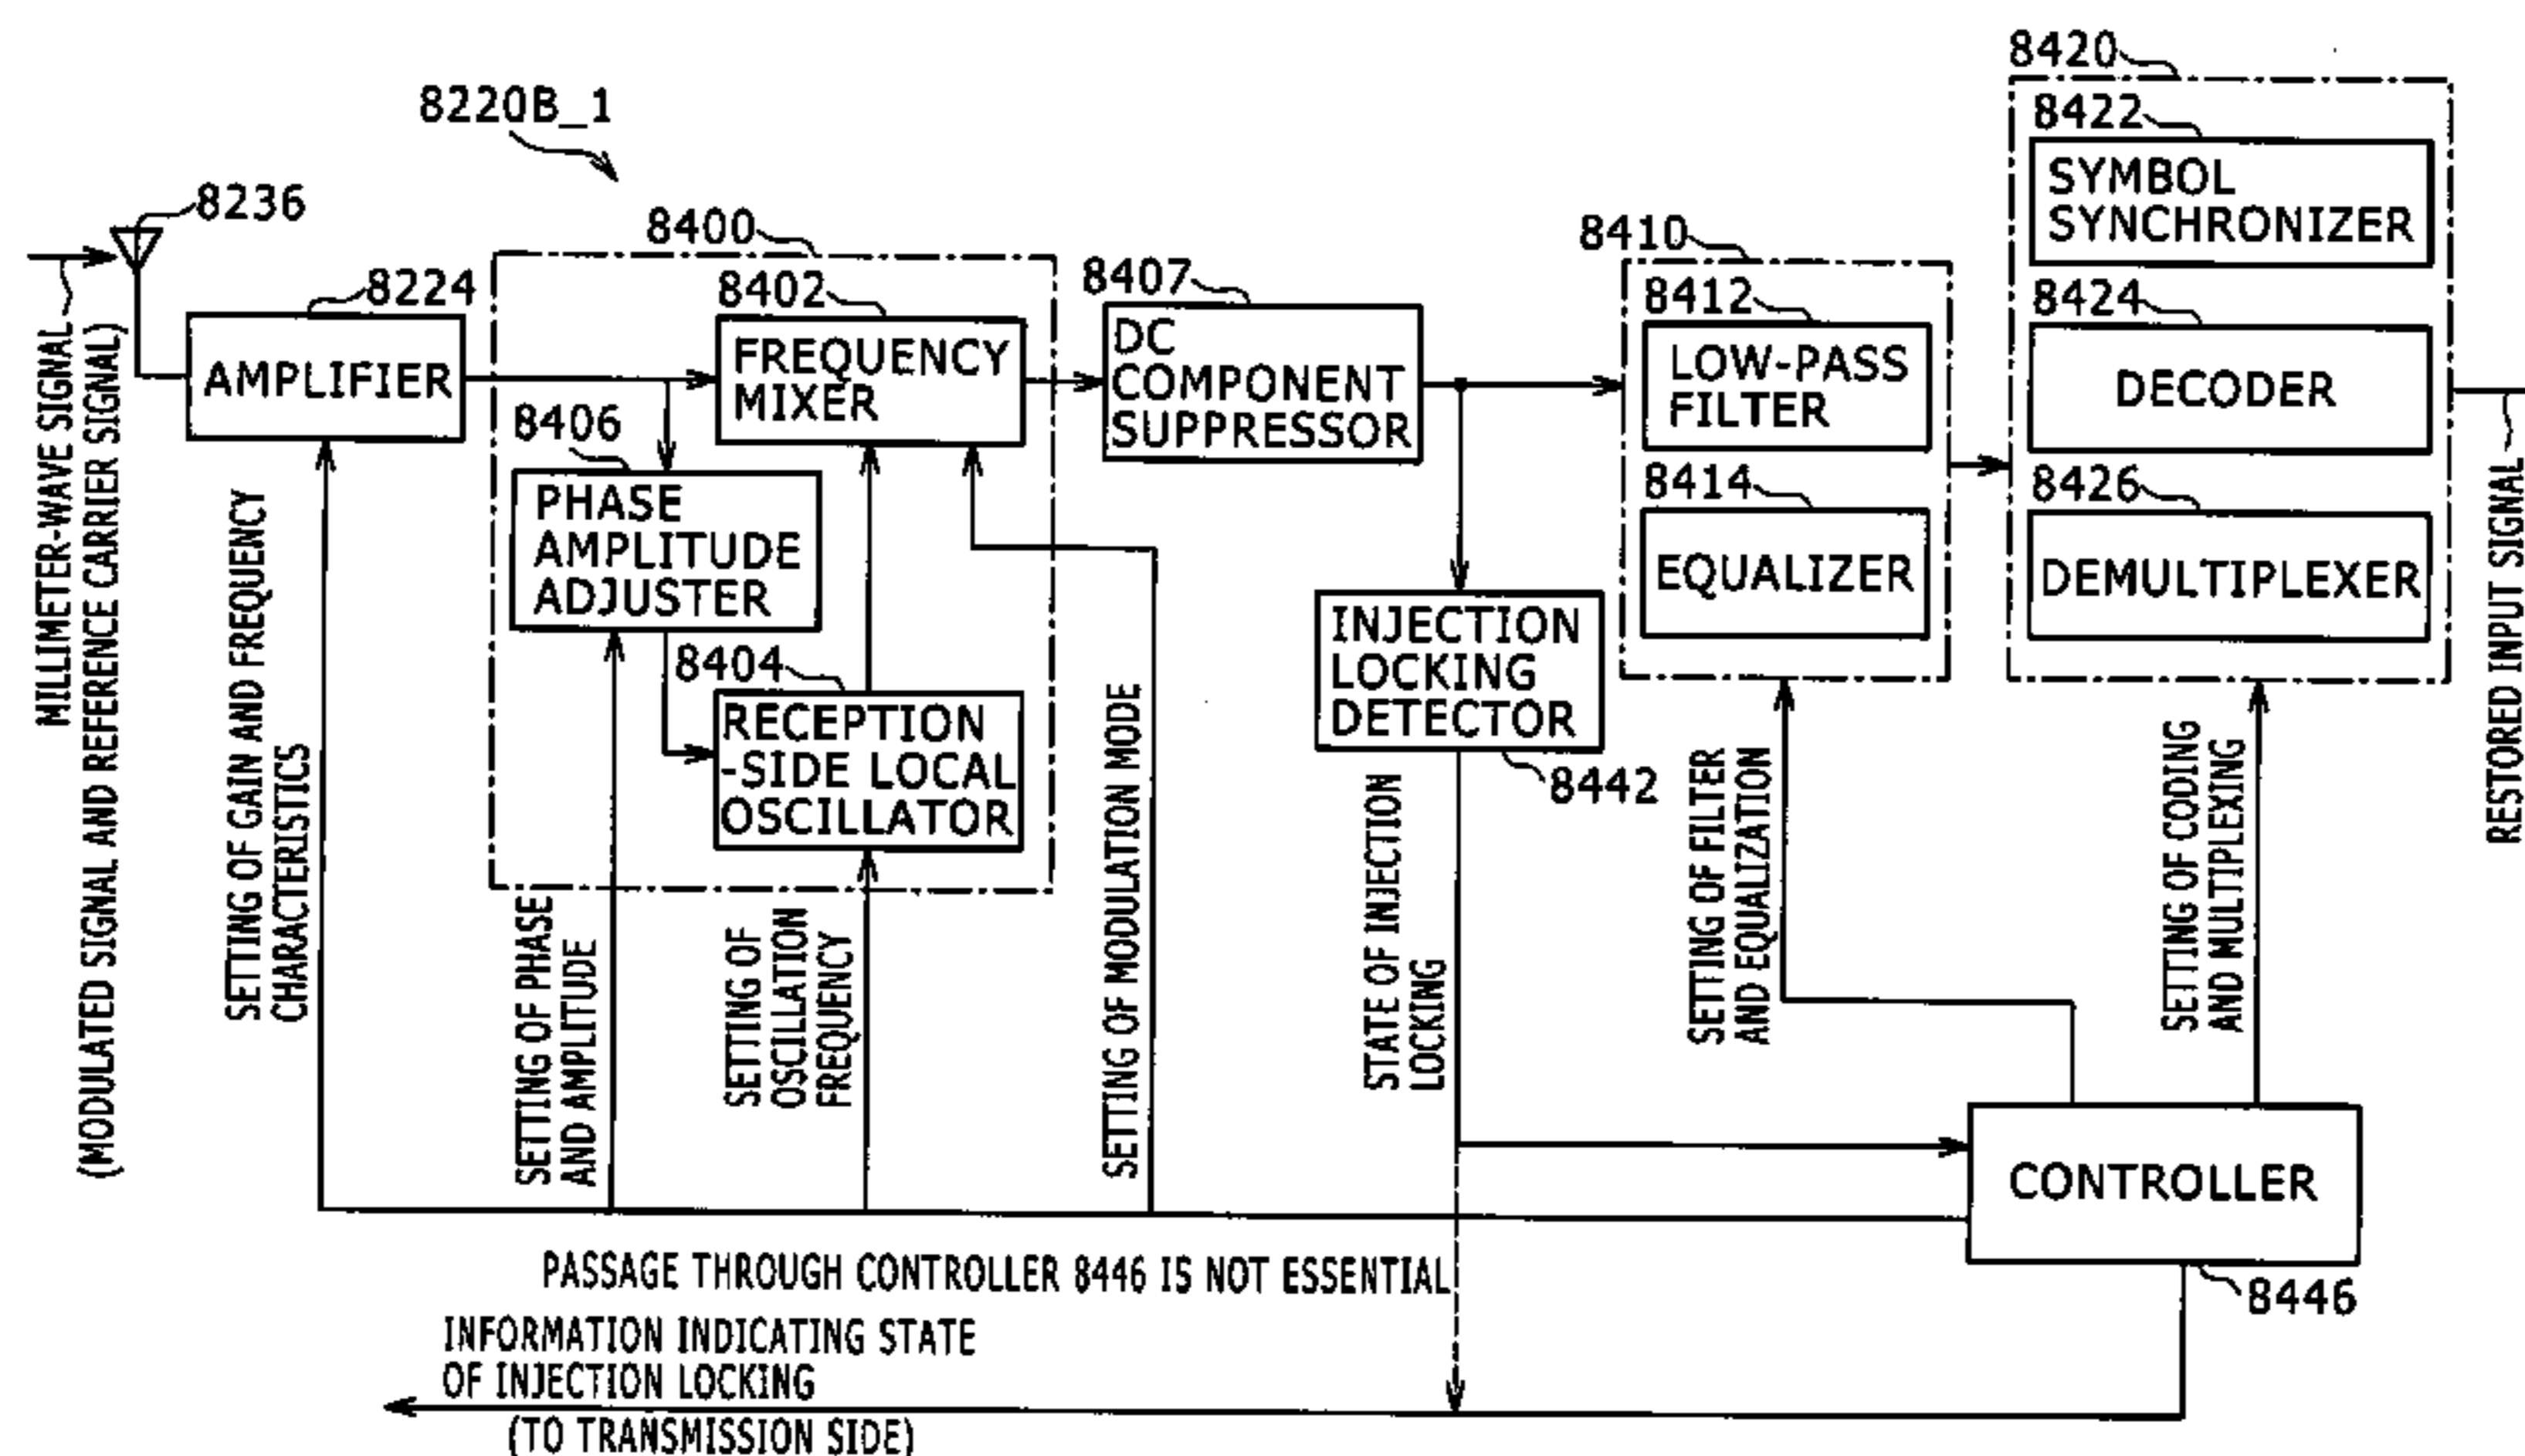 8220B_1
8236
8224
AMPLIFIER
MILLIMETER-WAVE SIGNAL
(MODULATED SIGNAL AND REFERENCE CARRIER SIGNAL)
8400
8402
FREQUENCY
MIXER
8406
PHASE
AMPLITUDE
ADJUSTER
8404
RECEPTION
-SIDE LOCAL
OSCILLATOR
8407
DC
COMPONENT
SUPPRESSOR
8410
8412
LOW-PASS
FILTER
8414
EQUALIZER
8420
8422
SYMBOL
SYNCHRONIZER
8424
DECODER
8426
DEMULTIPLEXER
RESTORED INPUT SIGNAL
INJECTION
LOCKING
DETECTOR
8442
SETTING OF GAIN AND FREQUENCY
CHARACTERISTICS
SETTING OF PHASE
AND AMPLITUDE
SETTING OF
OSCILLATION
FREQUENCY
SETTING OF MODULATION MODE
STATE OF INJECTION
LOCKING
SETTING OF FILTER
AND EQUALIZATION
SETTING OF CODING
AND MULTIPLEXING
CONTROLLER
8446
PASSAGE THROUGH CONTROLLER 8446 IS NOT ESSENTIAL
INFORMATION INDICATING STATE
OF INJECTION LOCKING
(TO TRANSMISSION SIDE)